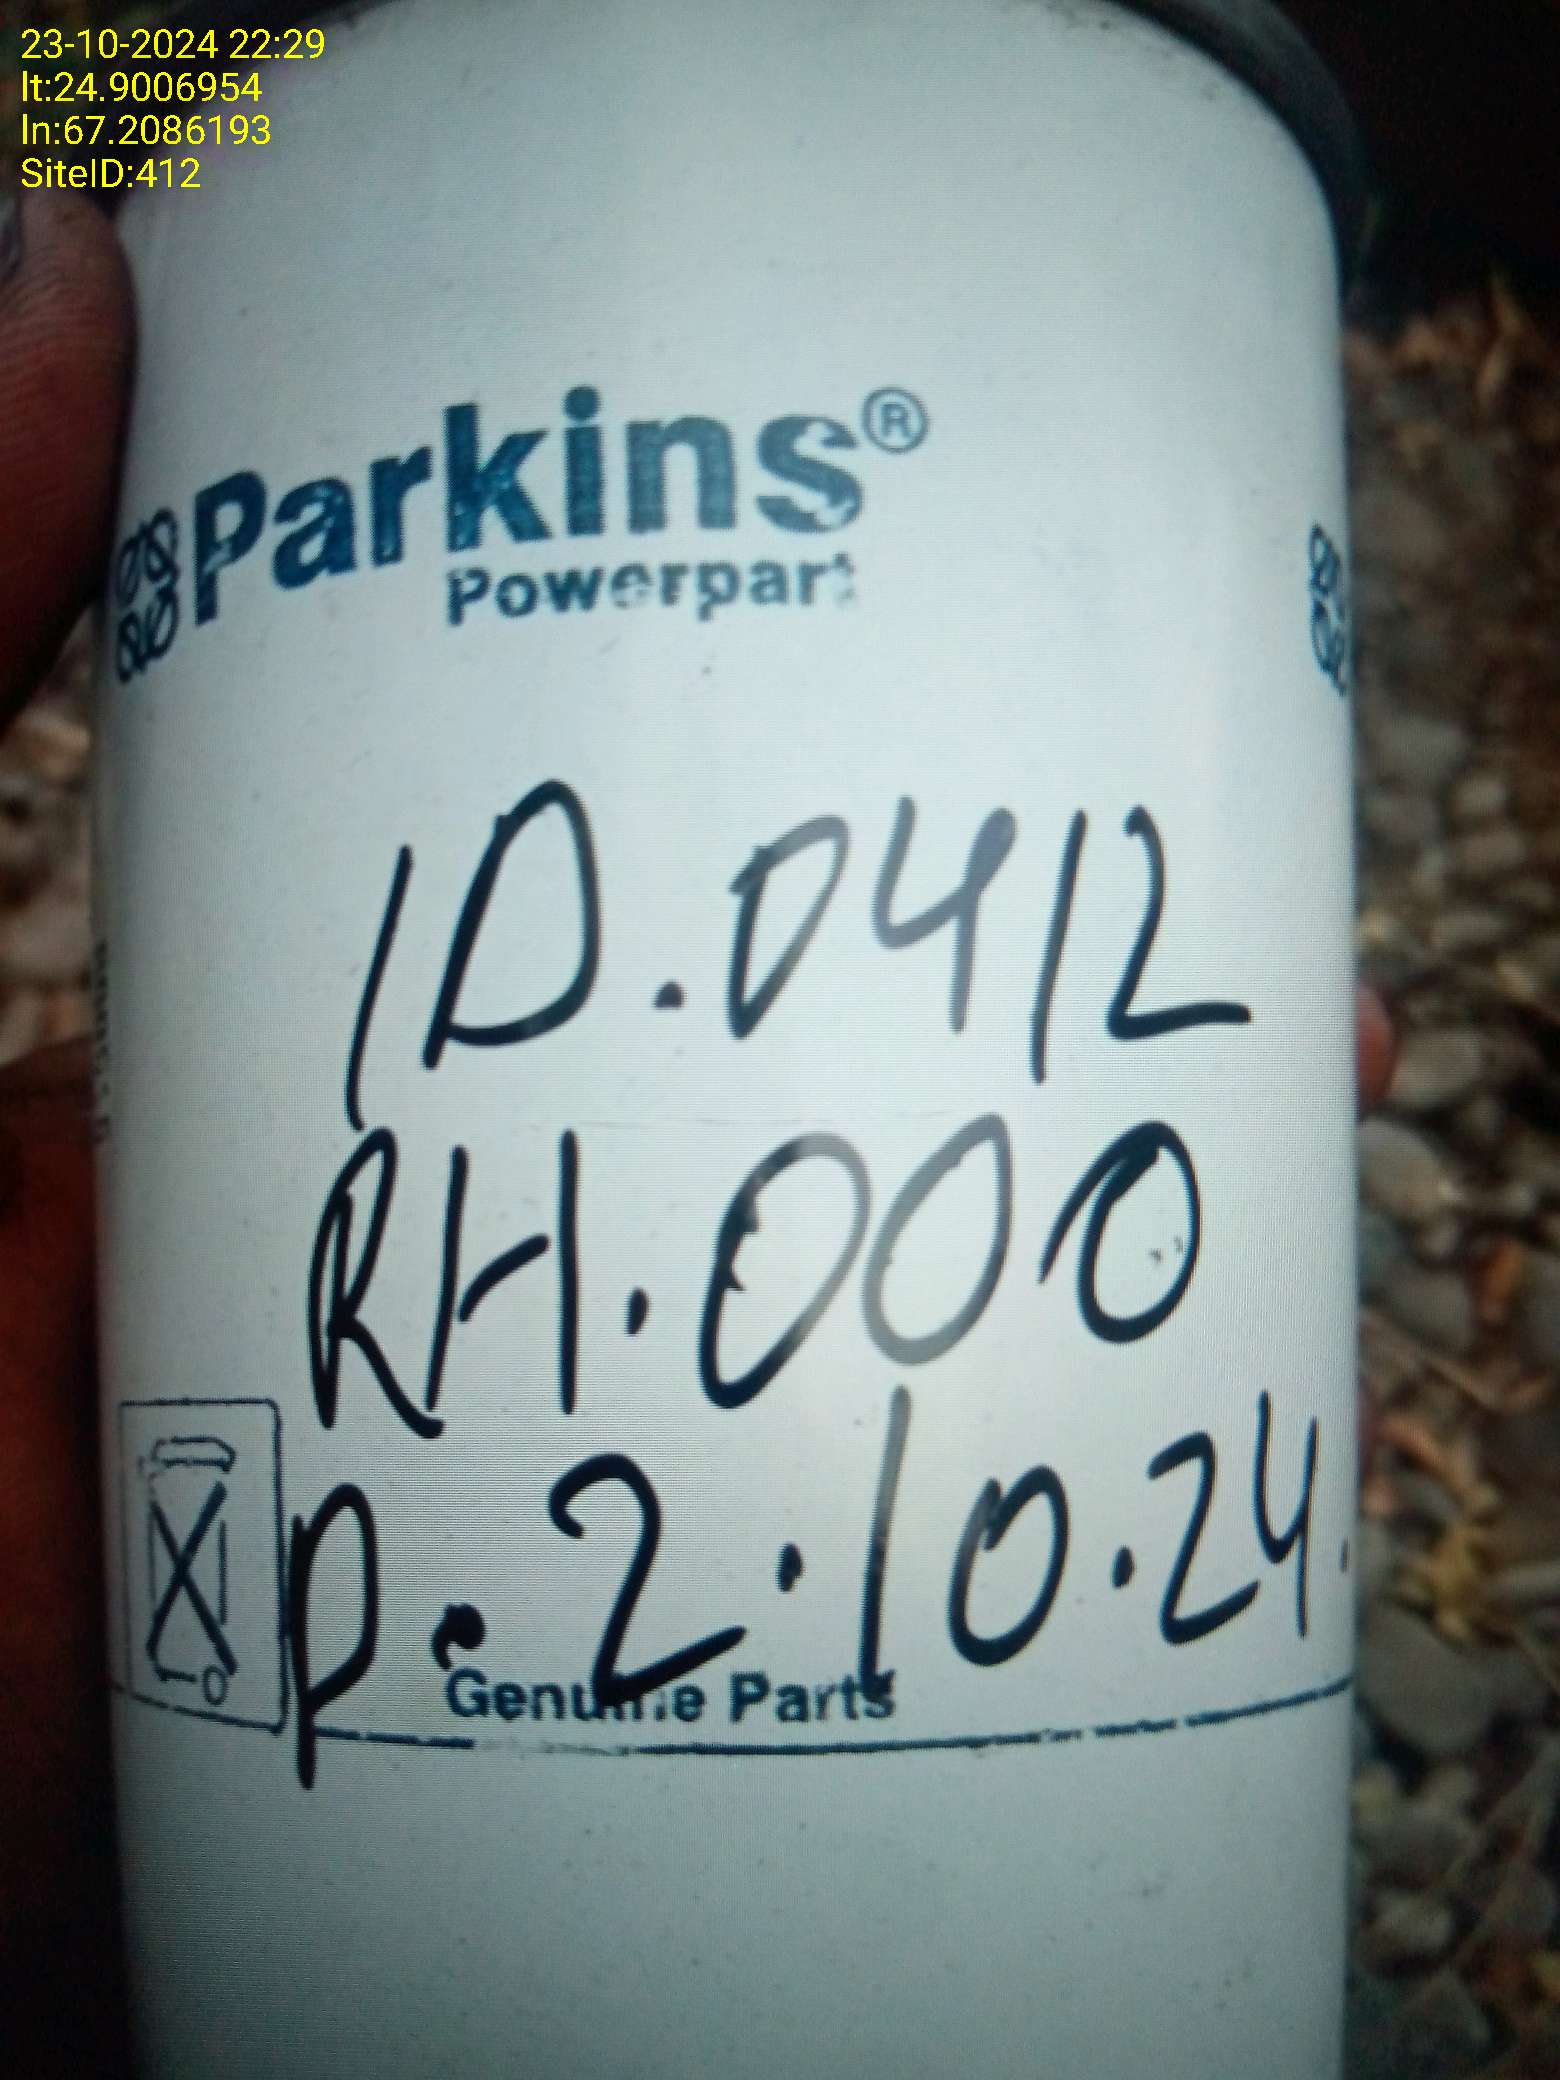 23-10-2024 22:29
lt:24.9006954
ln:67.2086193
SiteID:412
Parkins®
Powerpart
ID.0412
RH.000
P.2.10.24.
Genuine Parts